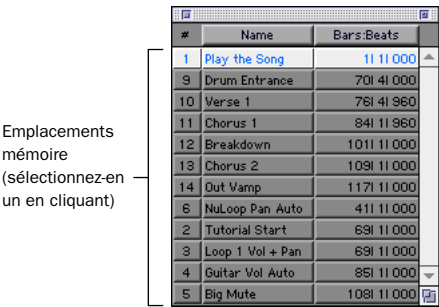 # Name Bars:Beats
1 Play the Song 1| 1| 000
9 Drum Entrance 70| 4| 000
10 Verse 1 76| 4| 960
11 Chorus 1 84| 1| 960
12 Breakdown 101| 1| 000
13 Chorus 2 109| 1| 000
14 Out Vamp 117| 1| 000
6 NuLoop Pan Auto 41| 1| 000
2 Tutorial Start 69| 1| 000
3 Loop 1 Vol + Pan 69| 1| 000
4 Guitar Vol Auto 85| 1| 000
5 Big Mute 108| 1| 000
Emplacements
mémoire
(sélectionnez-en
un en cliquant)